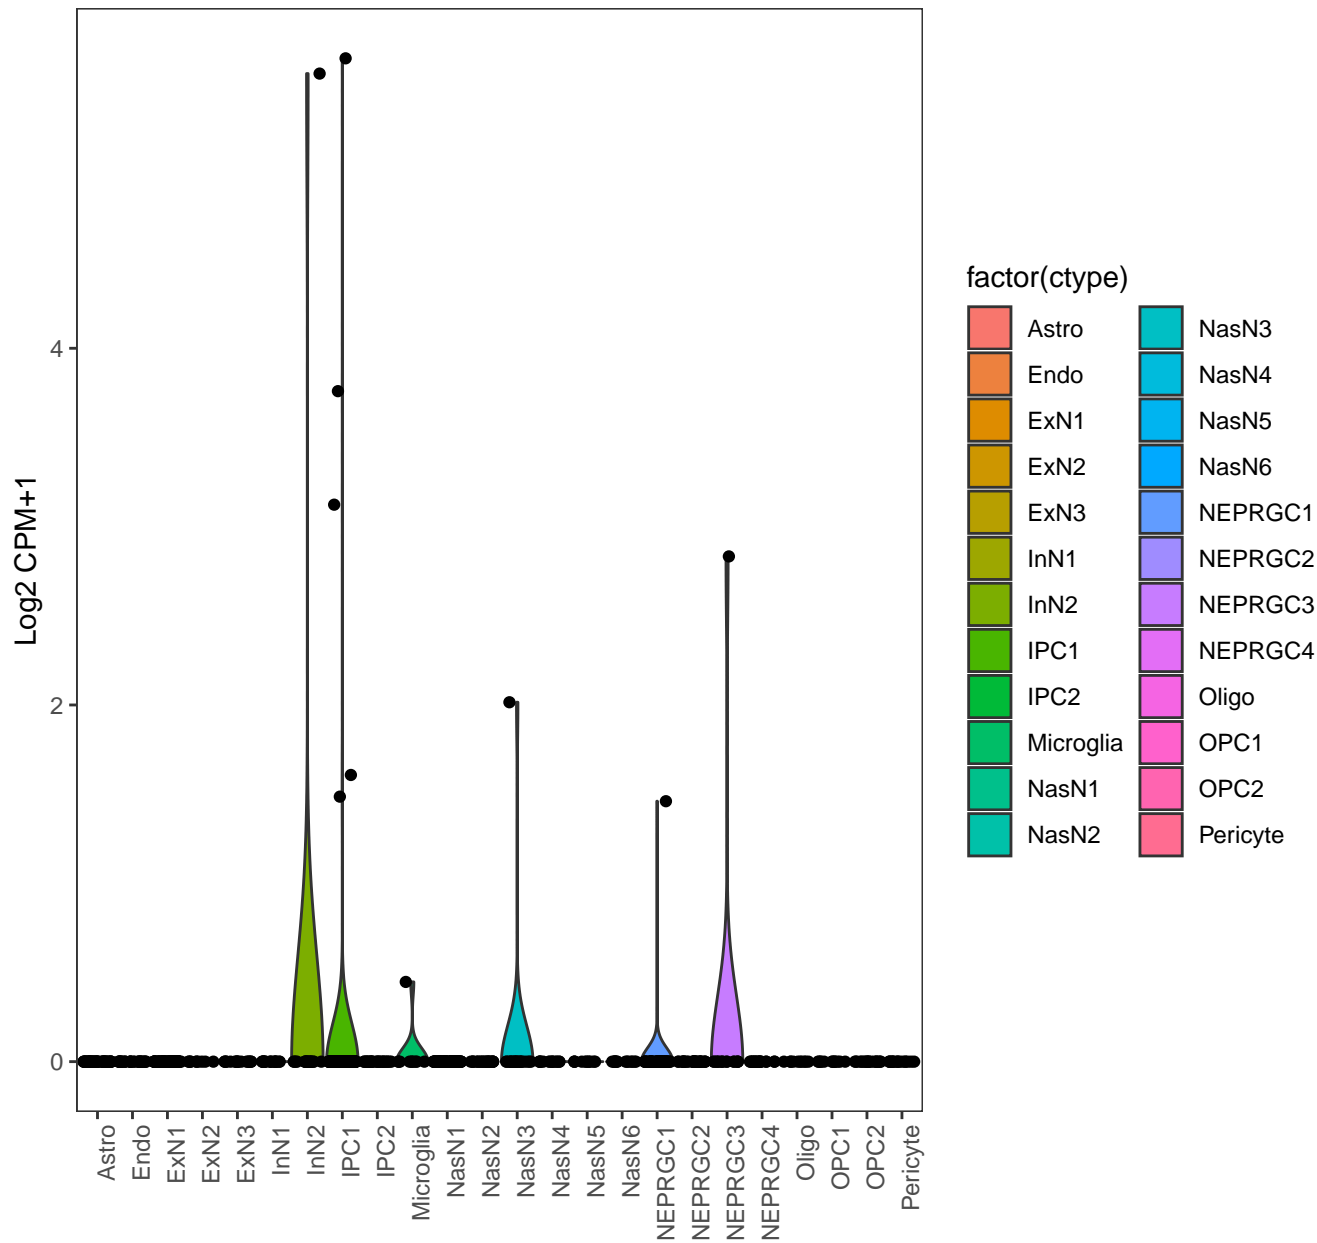 Log2 CPM+1
4
2
0
Astro
Endo
ExN1
ExN2
ExN3
InN1
InN2
IPC1
IPC2
Microglia
NasN1
NasN2
NasN3
NasN4
NasN5
NasN6
NEPRGC1
NEPRGC2
NEPRGC3
NEPRGC4
Oligo
OPC1
OPC2
Pericyte
factor(ctype)
Astro
Endo
ExN1
ExN2
ExN3
InN1
InN2
IPC1
IPC2
Microglia
NasN1
NasN2
NasN3
NasN4
NasN5
NasN6
NEPRGC1
NEPRGC2
NEPRGC3
NEPRGC4
Oligo
OPC1
OPC2
Pericyte